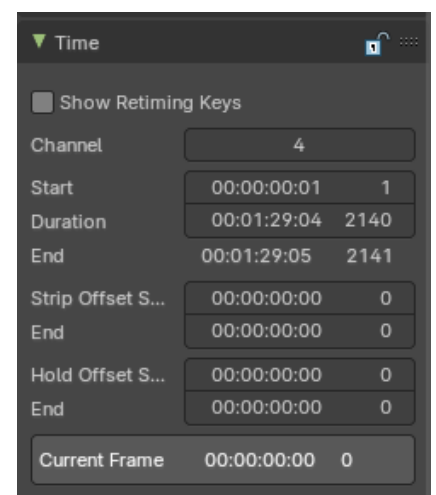 Time
Show Retiming Keys
Channel 4
Start 00:00:00:01 1
Duration 00:01:29:04 2140
End 00:01:29:05 2141
Strip Offset S... 00:00:00:00 0
End 00:00:00:00 0
Hold Offset S... 00:00:00:00 0
End 00:00:00:00 0
Current Frame 00:00:00:00 0